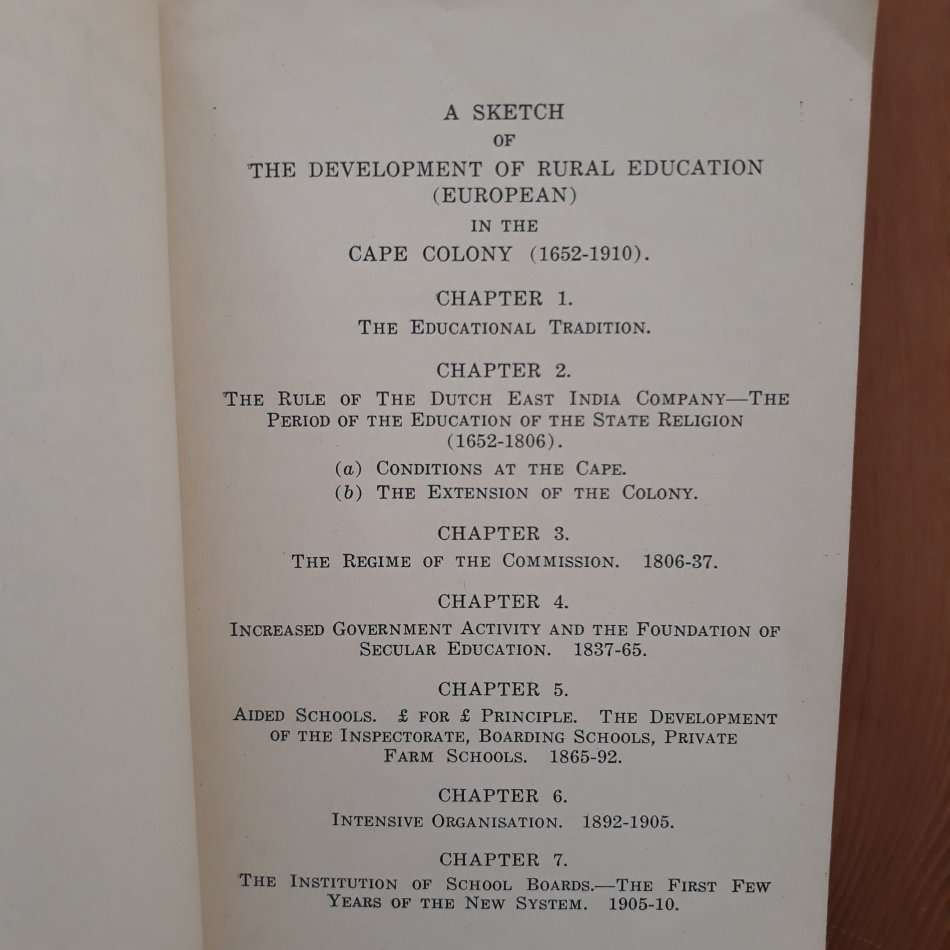 A SKETCH
OF
THE DEVELOPMENT OF RURAL EDUCATION
(EUROPEAN)
IN THE
CAPE COLONY (1652-1910).
CHAPTER 1.
THE EDUCATIONAL TRADITION.
CHAPTER 2.
THE RULE OF THE DUTCH EAST INDIA COMPANY—THE
PERIOD OF THE EDUCATION OF THE STATE RELIGION
(1652-1806).
(a) CONDITIONS AT THE CAPE.
(b) THE EXTENSION OF THE COLONY.
CHAPTER 3.
THE REGIME OF THE COMMISSION. 1806-37.
CHAPTER 4.
INCREASED GOVERNMENT ACTIVITY AND THE FOUNDATION OF
SECULAR EDUCATION. 1837-65.
CHAPTER 5.
AIDED SCHOOLS. £ FOR £ PRINCIPLE. THE DEVELOPMENT
OF THE INSPECTORATE, BOARDING SCHOOLS, PRIVATE
FARM SCHOOLS. 1865-92.
CHAPTER 6.
INTENSIVE ORGANISATION. 1892-1905.
CHAPTER 7.
THE INSTITUTION OF SCHOOL BOARDS.—THE FIRST FEW
YEARS OF THE NEW SYSTEM. 1905-10.